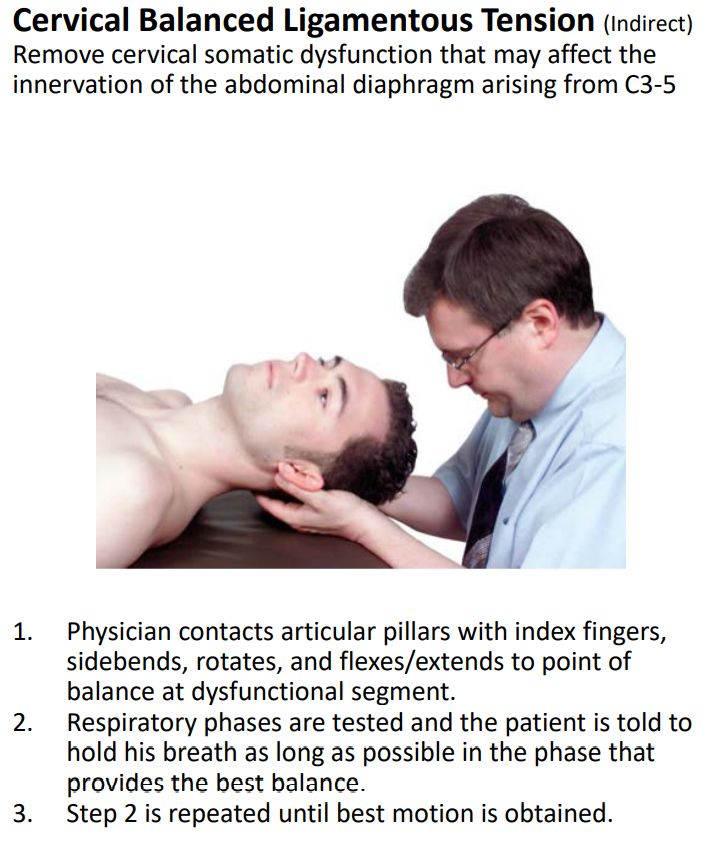 Cervical Balanced Ligamentous Tension (Indirect)
Remove cervical somatic dysfunction that may affect the
innervation of the abdominal diaphragm arising from C3-5
1. Physician contacts articular pillars with index fingers,
sidebends, rotates, and flexes/extends to point of
balance at dysfunctional segment.
2. Respiratory phases are tested and the patient is told to
hold his breath as long as possible in the phase that
provides the best balance.
3. Step 2 is repeated until best motion is obtained.